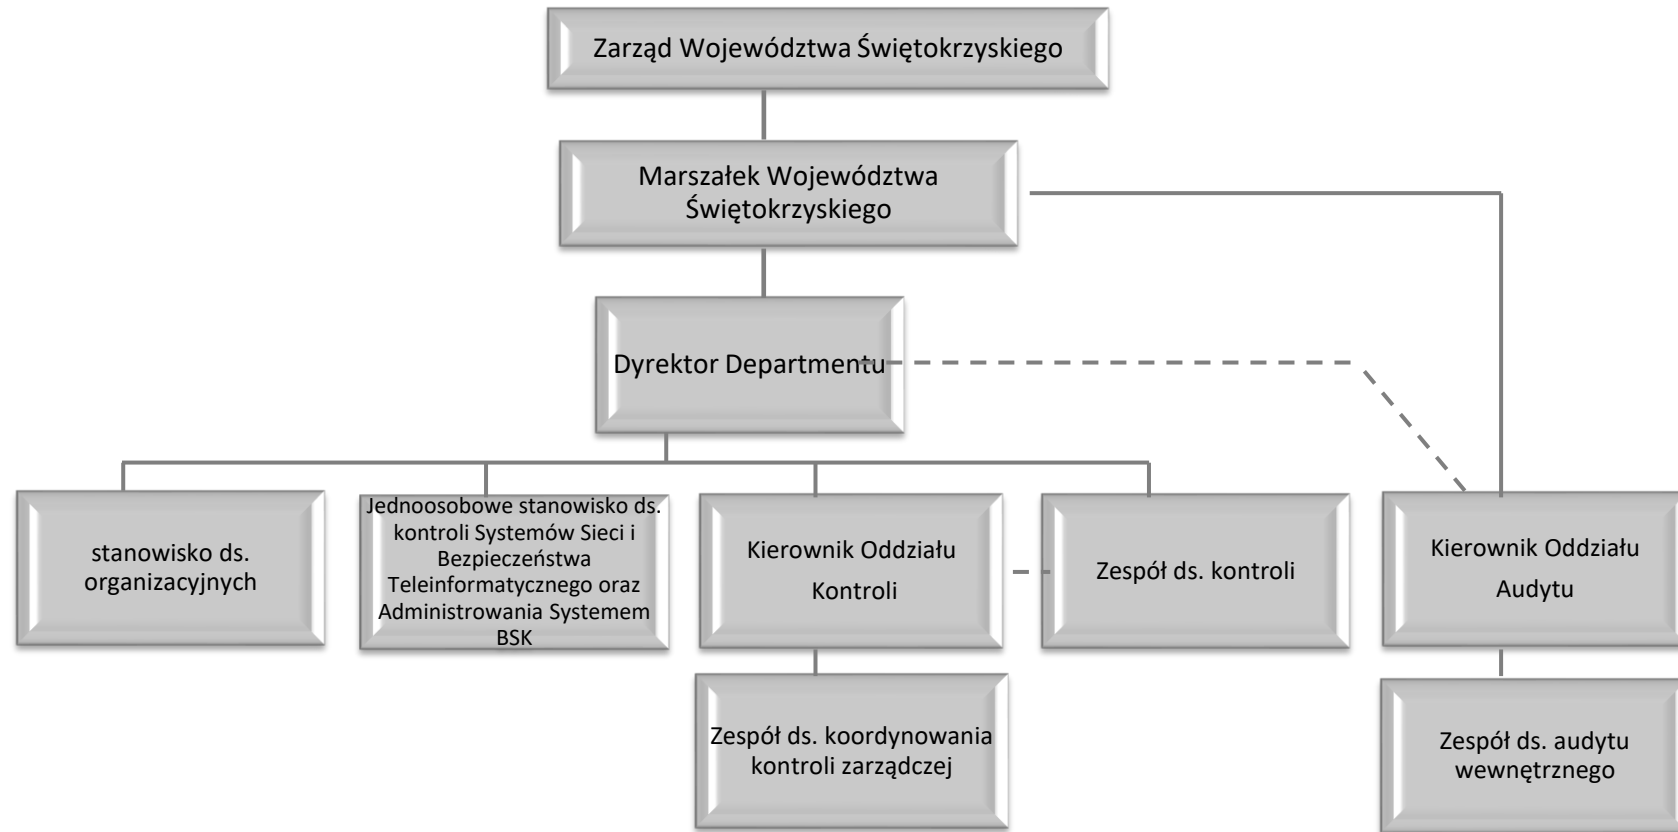 Zarząd Województwa Świętokrzyskiego
Marszałek Województwa
Świętokrzyskiego
Dyrektor Departmentu
stanowisko ds.
organizacyjnych
Jednoosobowe stanowisko ds.
kontroli Systemów Sieci i
Bezpieczeństwa
Teleinformatycznego oraz
Administrowania Systemem
BSK
Kierownik Oddziału
Kontroli
Zespół ds. kontroli
Kierownik Oddziału
Audytu
Zespół ds. koordynowania
kontroli zarządczej
Zespół ds. audytu
wewnętrznego